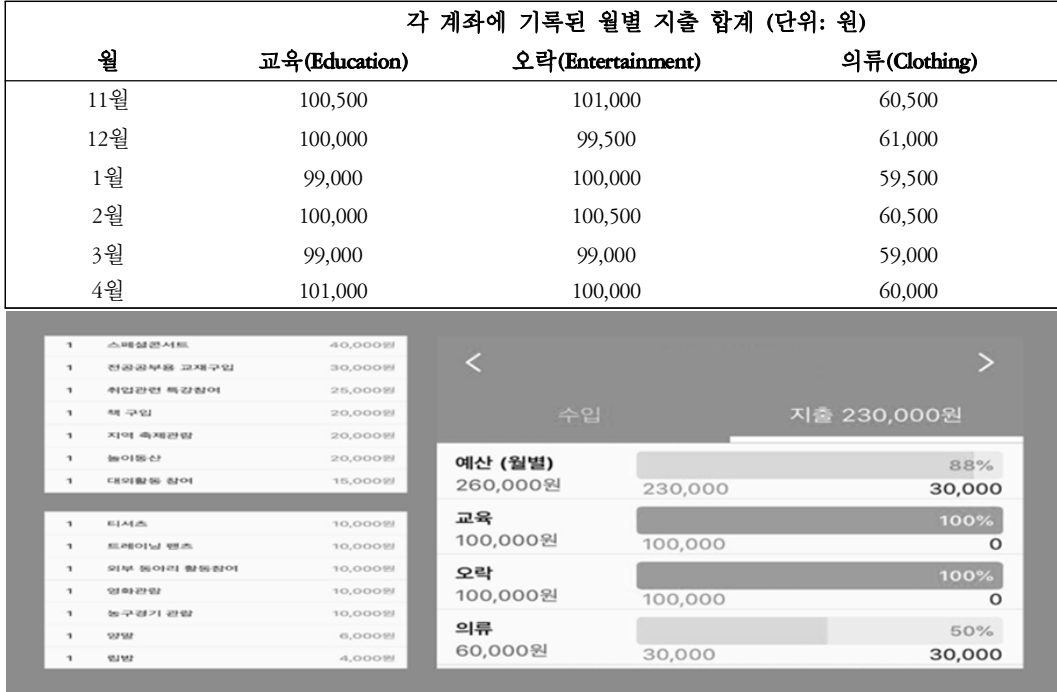 각 계좌에 기록된 월별 지출 합계 (단위: 원)
월 교육(Education) 오락(Entertainment) 의류(Clothing)
11월 100,500 101,000 60,500
12월 100,000 99,500 61,000
1월 99,000 100,000 59,500
2월 100,000 100,500 60,500
3월 99,000 99,000 59,000
4월 101,000 100,000 60,000
1 스페셜콘서트 40,000원
1 전공공부용 교재구입 30,000원
1 취업관련 특강참여 25,000원
1 책 구입 20,000원
1 지역 축제관람 20,000원
1 놀이동산 20,000원
1 대외활동 참여 15,000원
1 티셔츠 10,000원
1 트레이닝 팬츠 10,000원
1 외부 동아리 활동참여 10,000원
1 영화관람 10,000원
1 농구경기 관람 10,000원
1 양말 6,000원
1 립밤 4,000원
< >
수입 지출 230,000원
예산 (월별) 88%
260,000원 230,000 30,000
교육 100%
100,000원 100,000 0
오락 100%
100,000원 100,000 0
의류 50%
60,000원 30,000 30,000